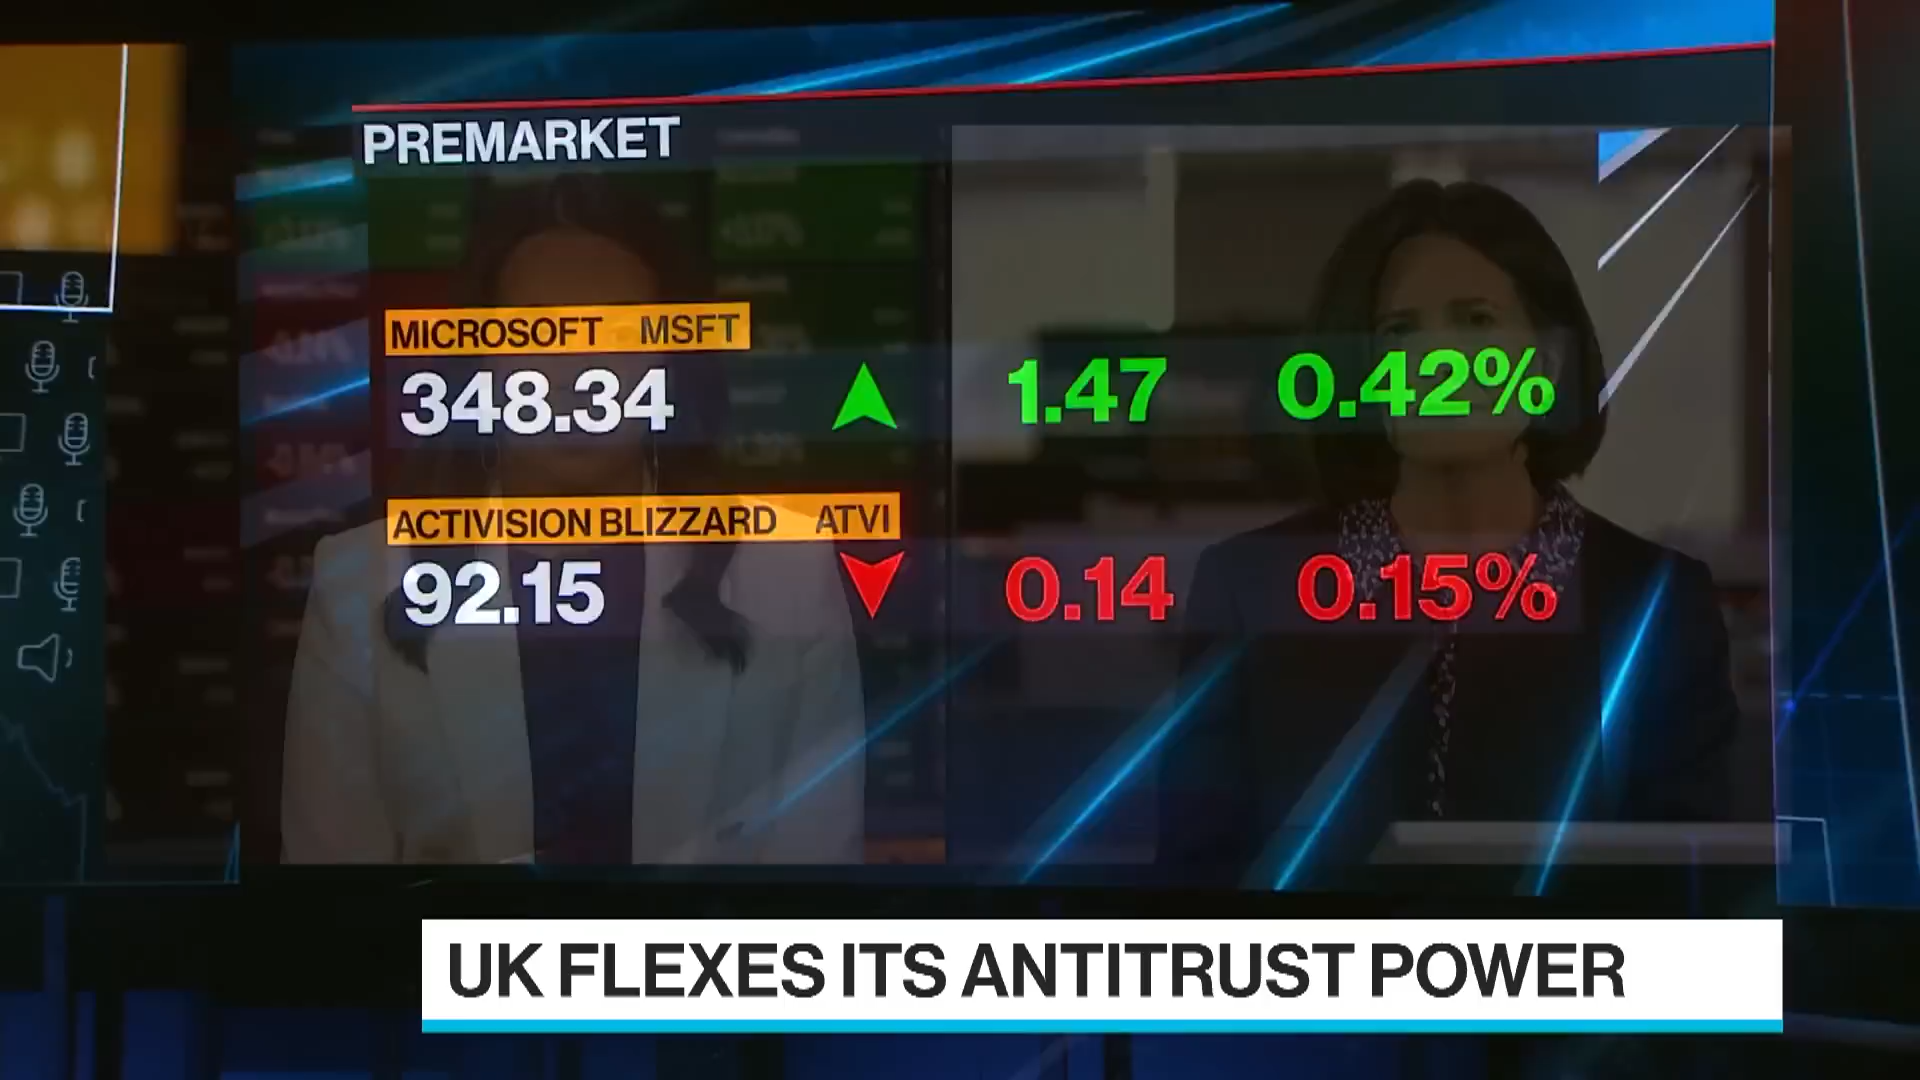 PREMARKET
MICROSOFT MSFT
348.34 1.47 0.42%
ACTIVISION BLIZZARD ATVI
92.15 0.14 0.15%
UK FLEXES ITS ANTITRUST POWER